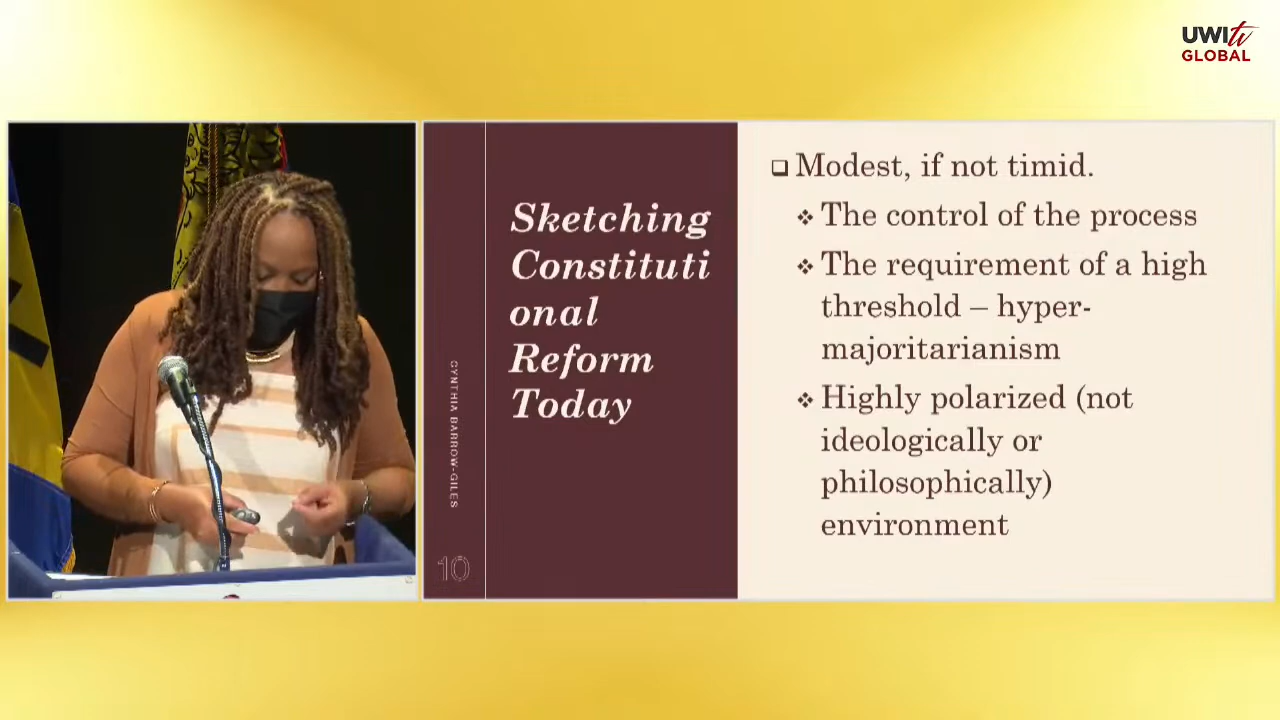 UWItv
GLOBAL
Sketching
Constituti
onal
Reform
Today
CYNTHIA BARROW-GILES
10
Modest, if not timid.
The control of the process
The requirement of a high
threshold – hyper-
majoritarianism
Highly polarized (not
ideologically or
philosophically)
environment